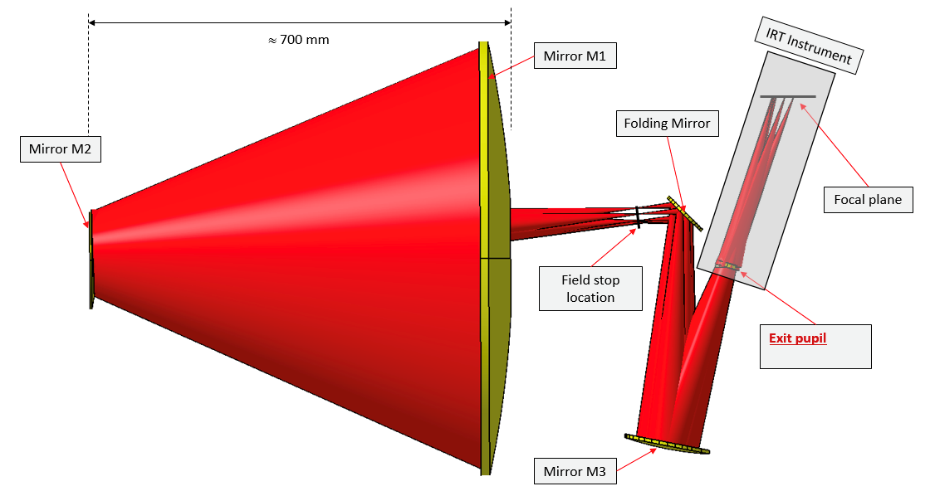 ≈ 700 mm
IRT Instrument
Mirror M1
Folding Mirror
Mirror M2
Focal plane
Field stop
location
Exit pupil
Mirror M3